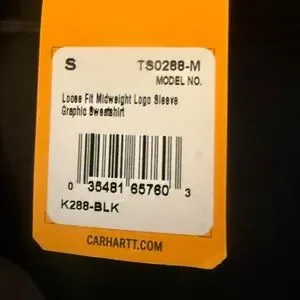 S TS0288-M
MODEL NO.
Loose Fit Midweight Logo Sleeve
Graphic Sweatshirt
0 35481 65760 3
K288-BLK
CARHARTT.COM